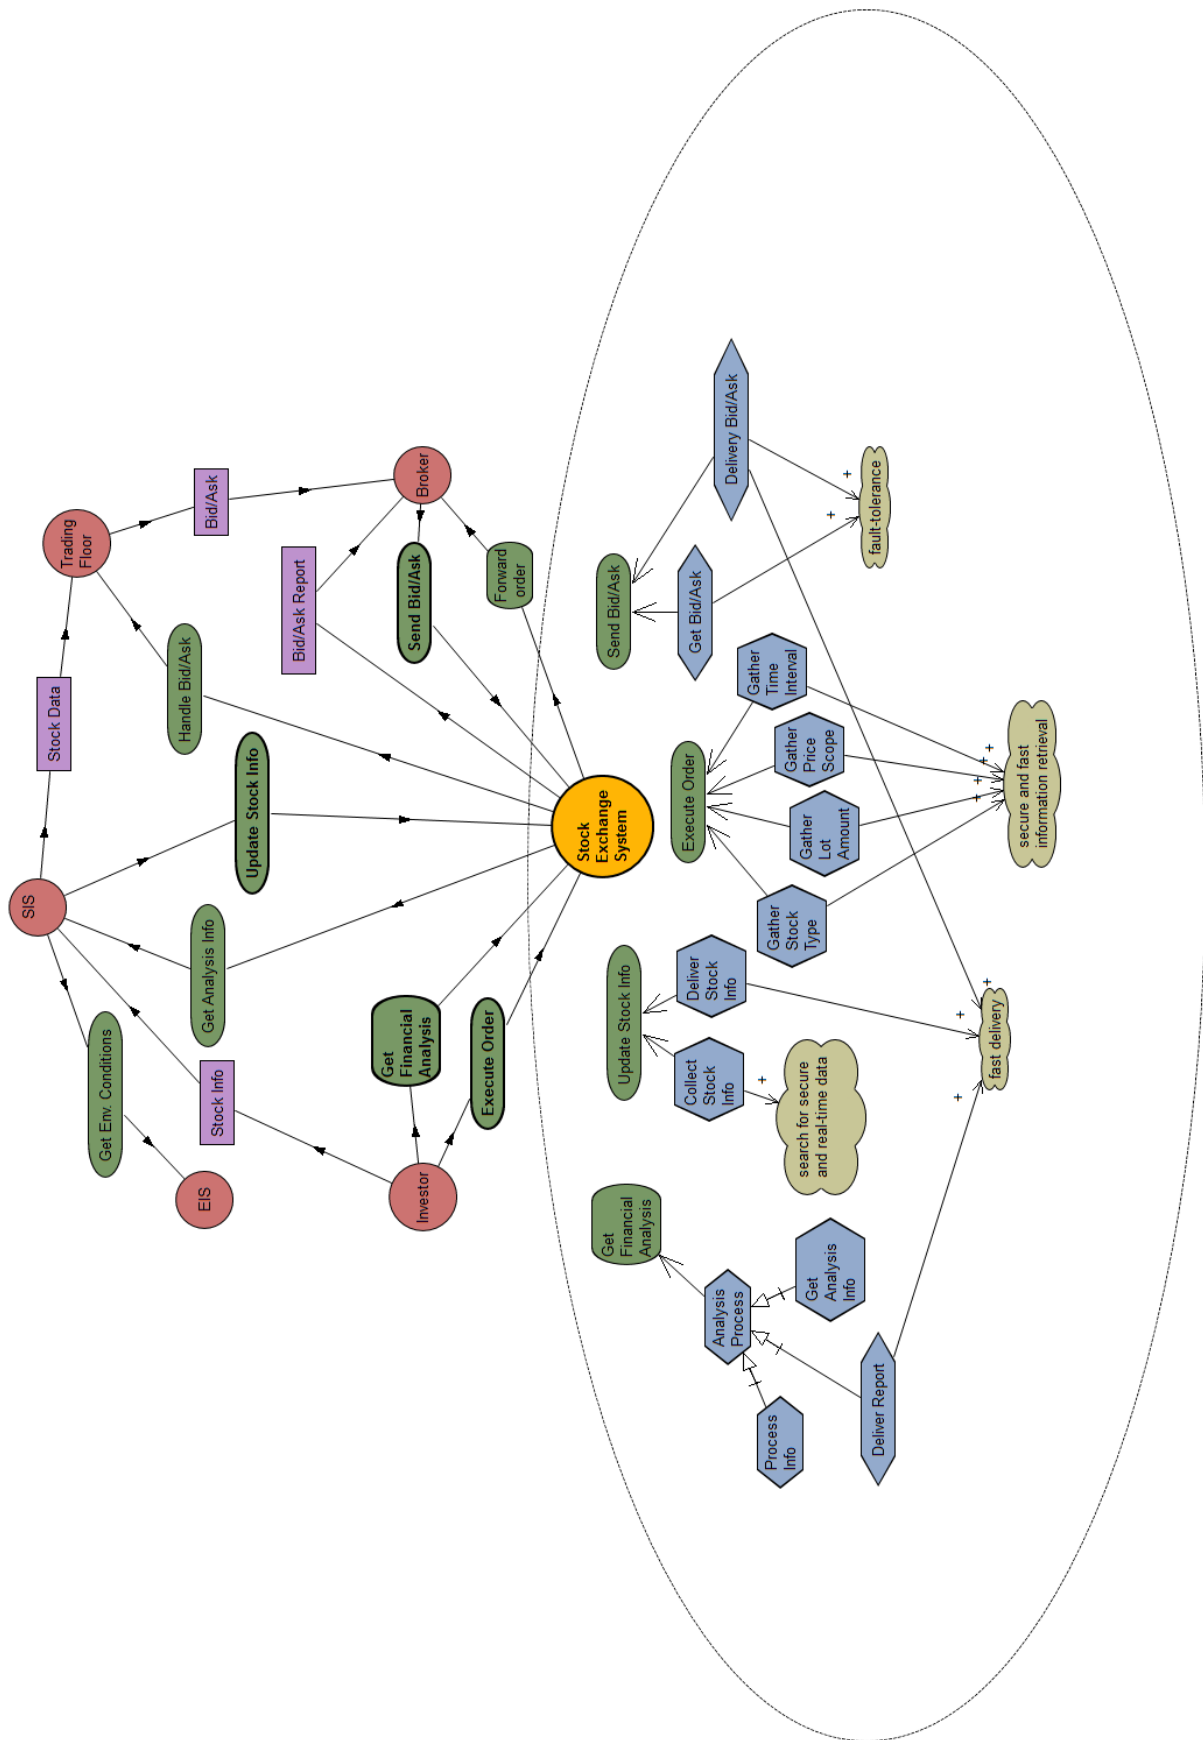 EIS
Get Env. Conditions
SIS
Stock Data
Trading
Floor
Investor
Stock Info
Get Analysis Info
Update Stock Info
Handle Bid/Ask
Bid/Ask
Get
Financial
Analysis
Execute Order
Bid/Ask Report
Send Bid/Ask
Forward
order
Broker
Stock
Exchange
System
Get
Financial
Analysis
Update Stock Info
Execute Order
Send Bid/Ask
Process
Info
Analysis
Process
Get
Analysis
Info
Deliver Report
Collect
Stock
Info
Deliver
Stock
Info
Gather
Stock
Type
Gather
Lot
Amount
Gather
Price
Scope
Gather
Time
Interval
Get Bid/Ask
Delivery Bid/Ask
search for secure
and real-time data
+
fast delivery
+
+
+
secure and fast
information retrieval
+
+
+
+
fault-tolerance
+
+